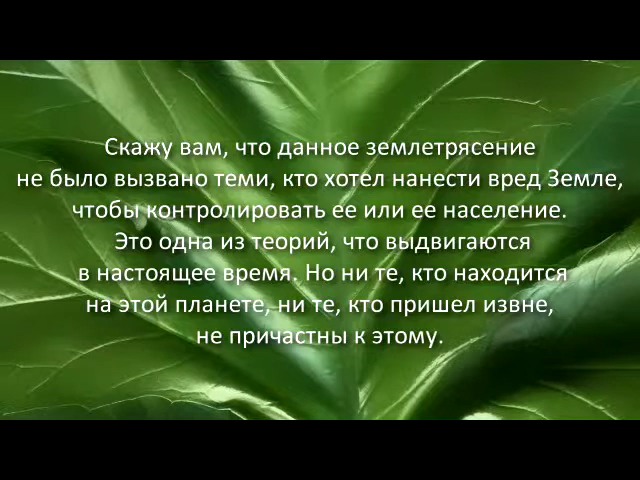 Скажу вам, что данное землетрясение
не было вызвано теми, кто хотел нанести вред Земле,
чтобы контролировать ее или ее население.
Это одна из теорий, что выдвигаются
в настоящее время. Но ни те, кто находится
на этой планете, ни те, кто пришел извне,
не причастны к этому.